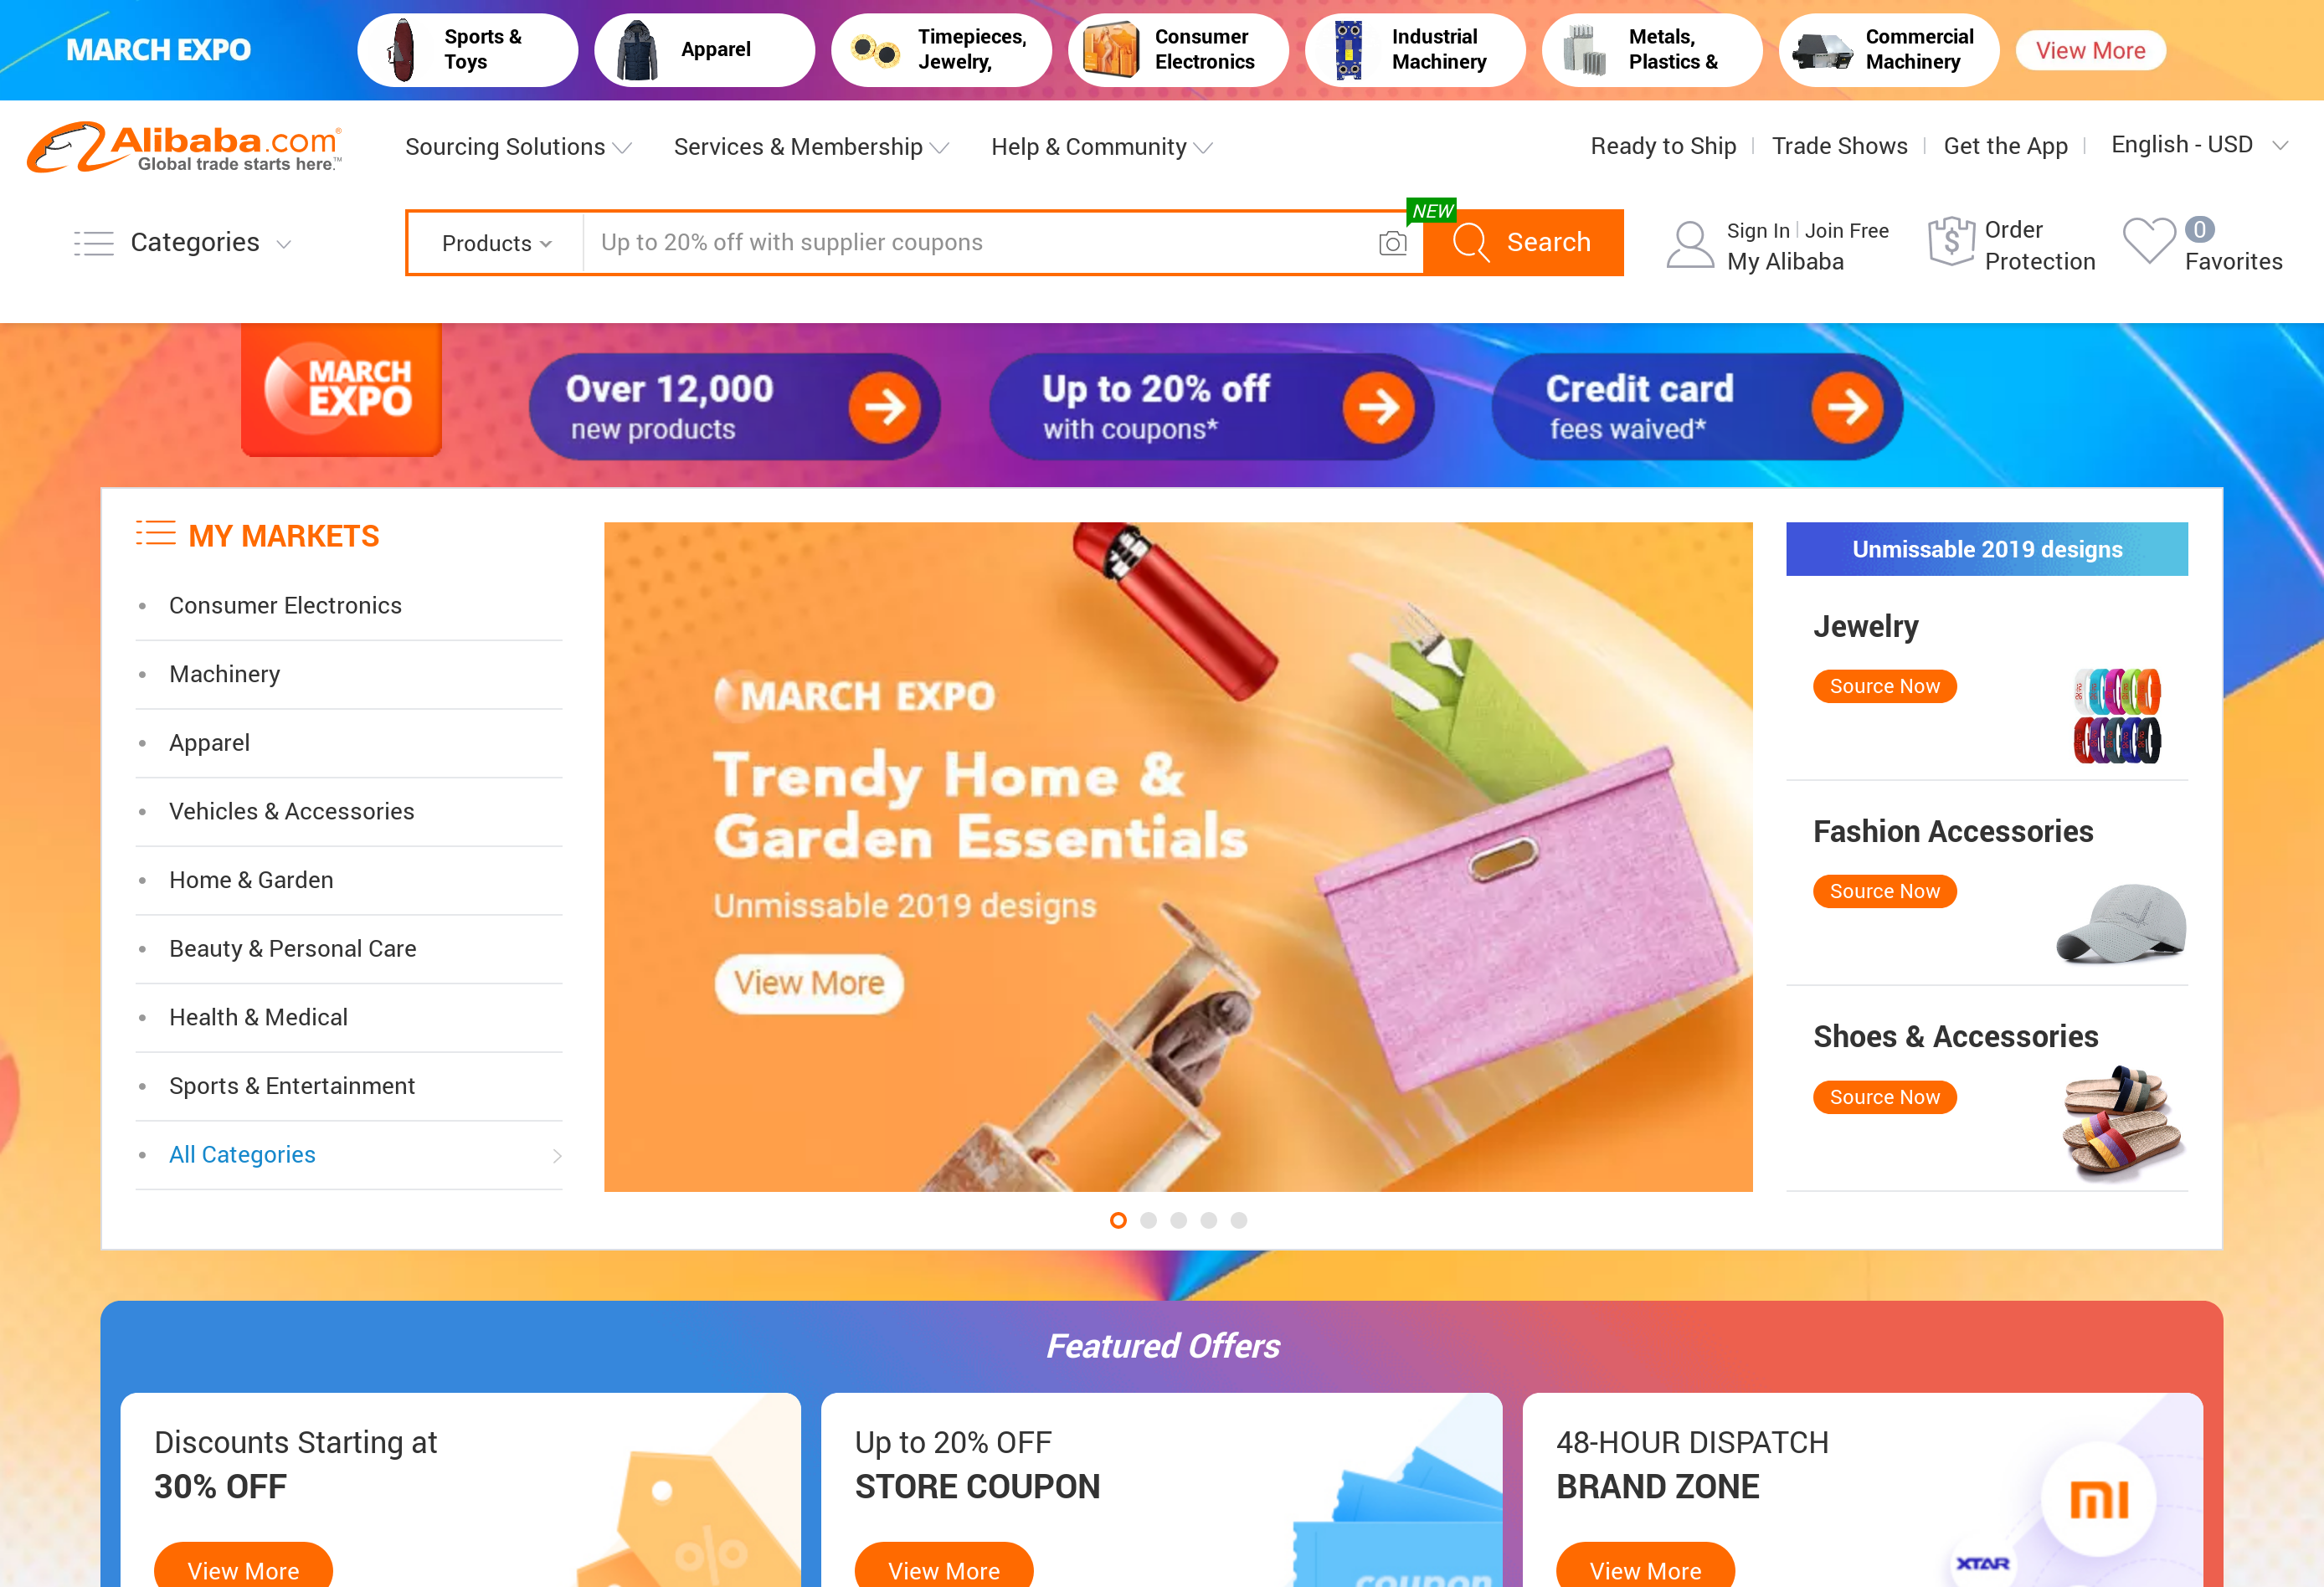 MARCH EXPO
Sports &
Toys
Apparel
Timepieces,
Jewelry,
Consumer
Electronics
Industrial
Machinery
Metals,
Plastics &
Commercial
Machinery
View More
Alibaba.com®
Global trade starts here.™
Sourcing Solutions
Services & Membership
Help & Community
Ready to Ship
Trade Shows
Get the App
English - USD
Categories
Products
Up to 20% off with supplier coupons
NEW
Search
Sign In
Join Free
My Alibaba
Order
Protection
0
Favorites
MARCH
EXPO
Over 12,000
new products
Up to 20% off
with coupons*
Credit card
fees waived*
MY MARKETS
Consumer Electronics
Machinery
Apparel
Vehicles & Accessories
Home & Garden
Beauty & Personal Care
Health & Medical
Sports & Entertainment
All Categories
MARCH EXPO
Trendy Home &
Garden Essentials
Unmissable 2019 designs
View More
Unmissable 2019 designs
Jewelry
Source Now
Fashion Accessories
Source Now
Shoes & Accessories
Source Now
Featured Offers
Discounts Starting at
30% OFF
View More
%
Up to 20% OFF
STORE COUPON
View More
coupon
48-HOUR DISPATCH
BRAND ZONE
View More
mi
XTAR